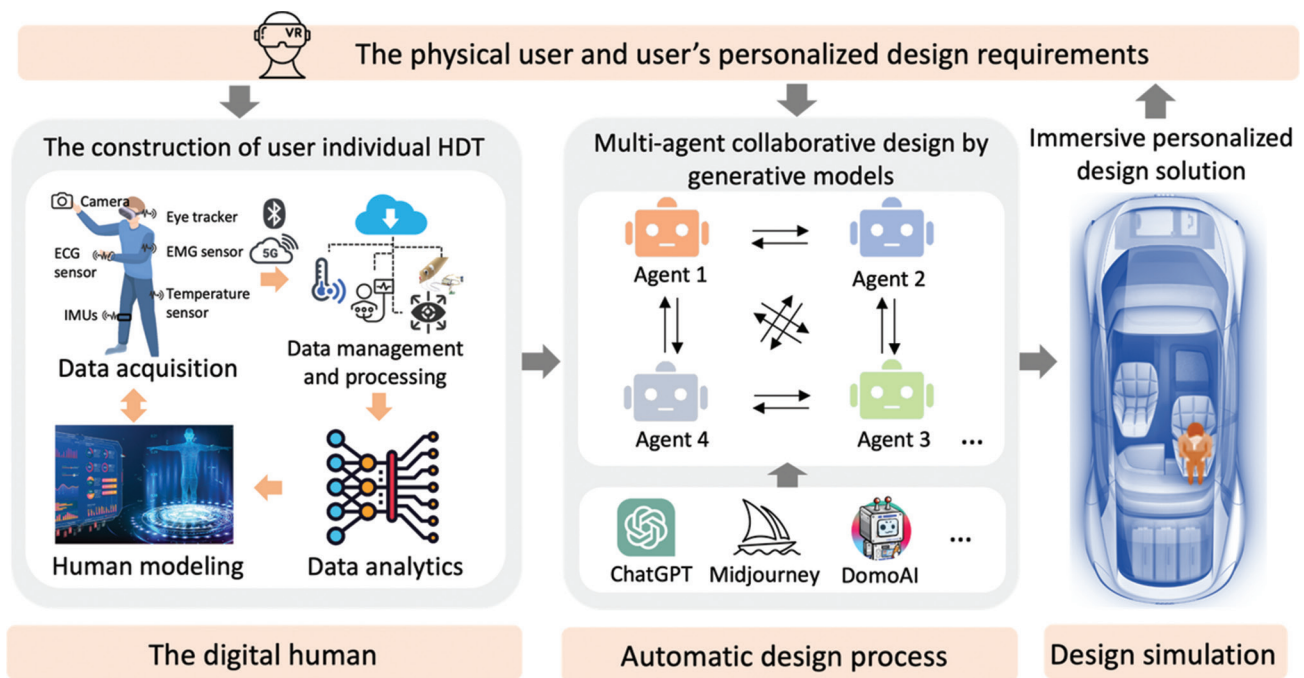 VR
The physical user and user's personalized design requirements
The construction of user individual HDT
Camera
Eye tracker
ECG
sensor
EMG sensor
5G
Temperature
sensor
IMUs
Data acquisition
Data management
and processing
Human modeling
Data analytics
Multi-agent collaborative design by
generative models
Agent 1
Agent 2
Agent 4
Agent 3
...
ChatGPT
Midjourney
DomoAI
...
Immersive personalized
design solution
The digital human
Automatic design process
Design simulation